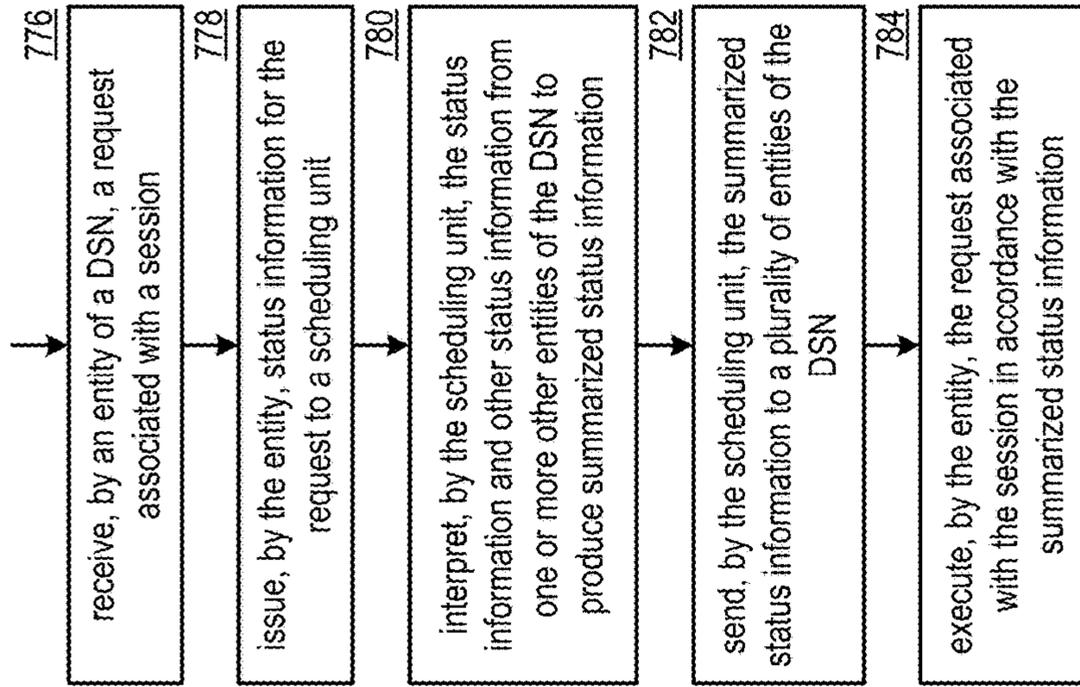 776
receive, by an entity of a DSN, a request
associated with a session
778
issue, by the entity, status information for the
request to a scheduling unit
780
interpret, by the scheduling unit, the status
information and other status information from
one or more other entities of the DSN to
produce summarized status information
782
send, by the scheduling unit, the summarized
status information to a plurality of entities of the
DSN
784
execute, by the entity, the request associated
with the session in accordance with the
summarized status information